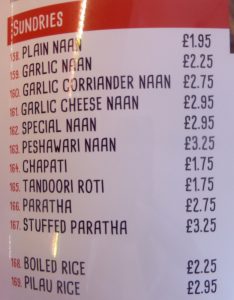 SUNDRIES
158. PLAIN NAAN £1.95
159. GARLIC NAAN £2.25
160. GARLIC CORRIANDER NAAN £2.75
161. GARLIC CHEESE NAAN £2.95
162. SPECIAL NAAN £2.95
163. PESHAWARI NAAN £3.25
164. CHAPATI £1.75
165. TANDOORI ROTI £1.75
166. PARATHA £2.75
167. STUFFED PARATHA £3.25
168. BOILED RICE £2.25
169. PILAU RICE £2.95